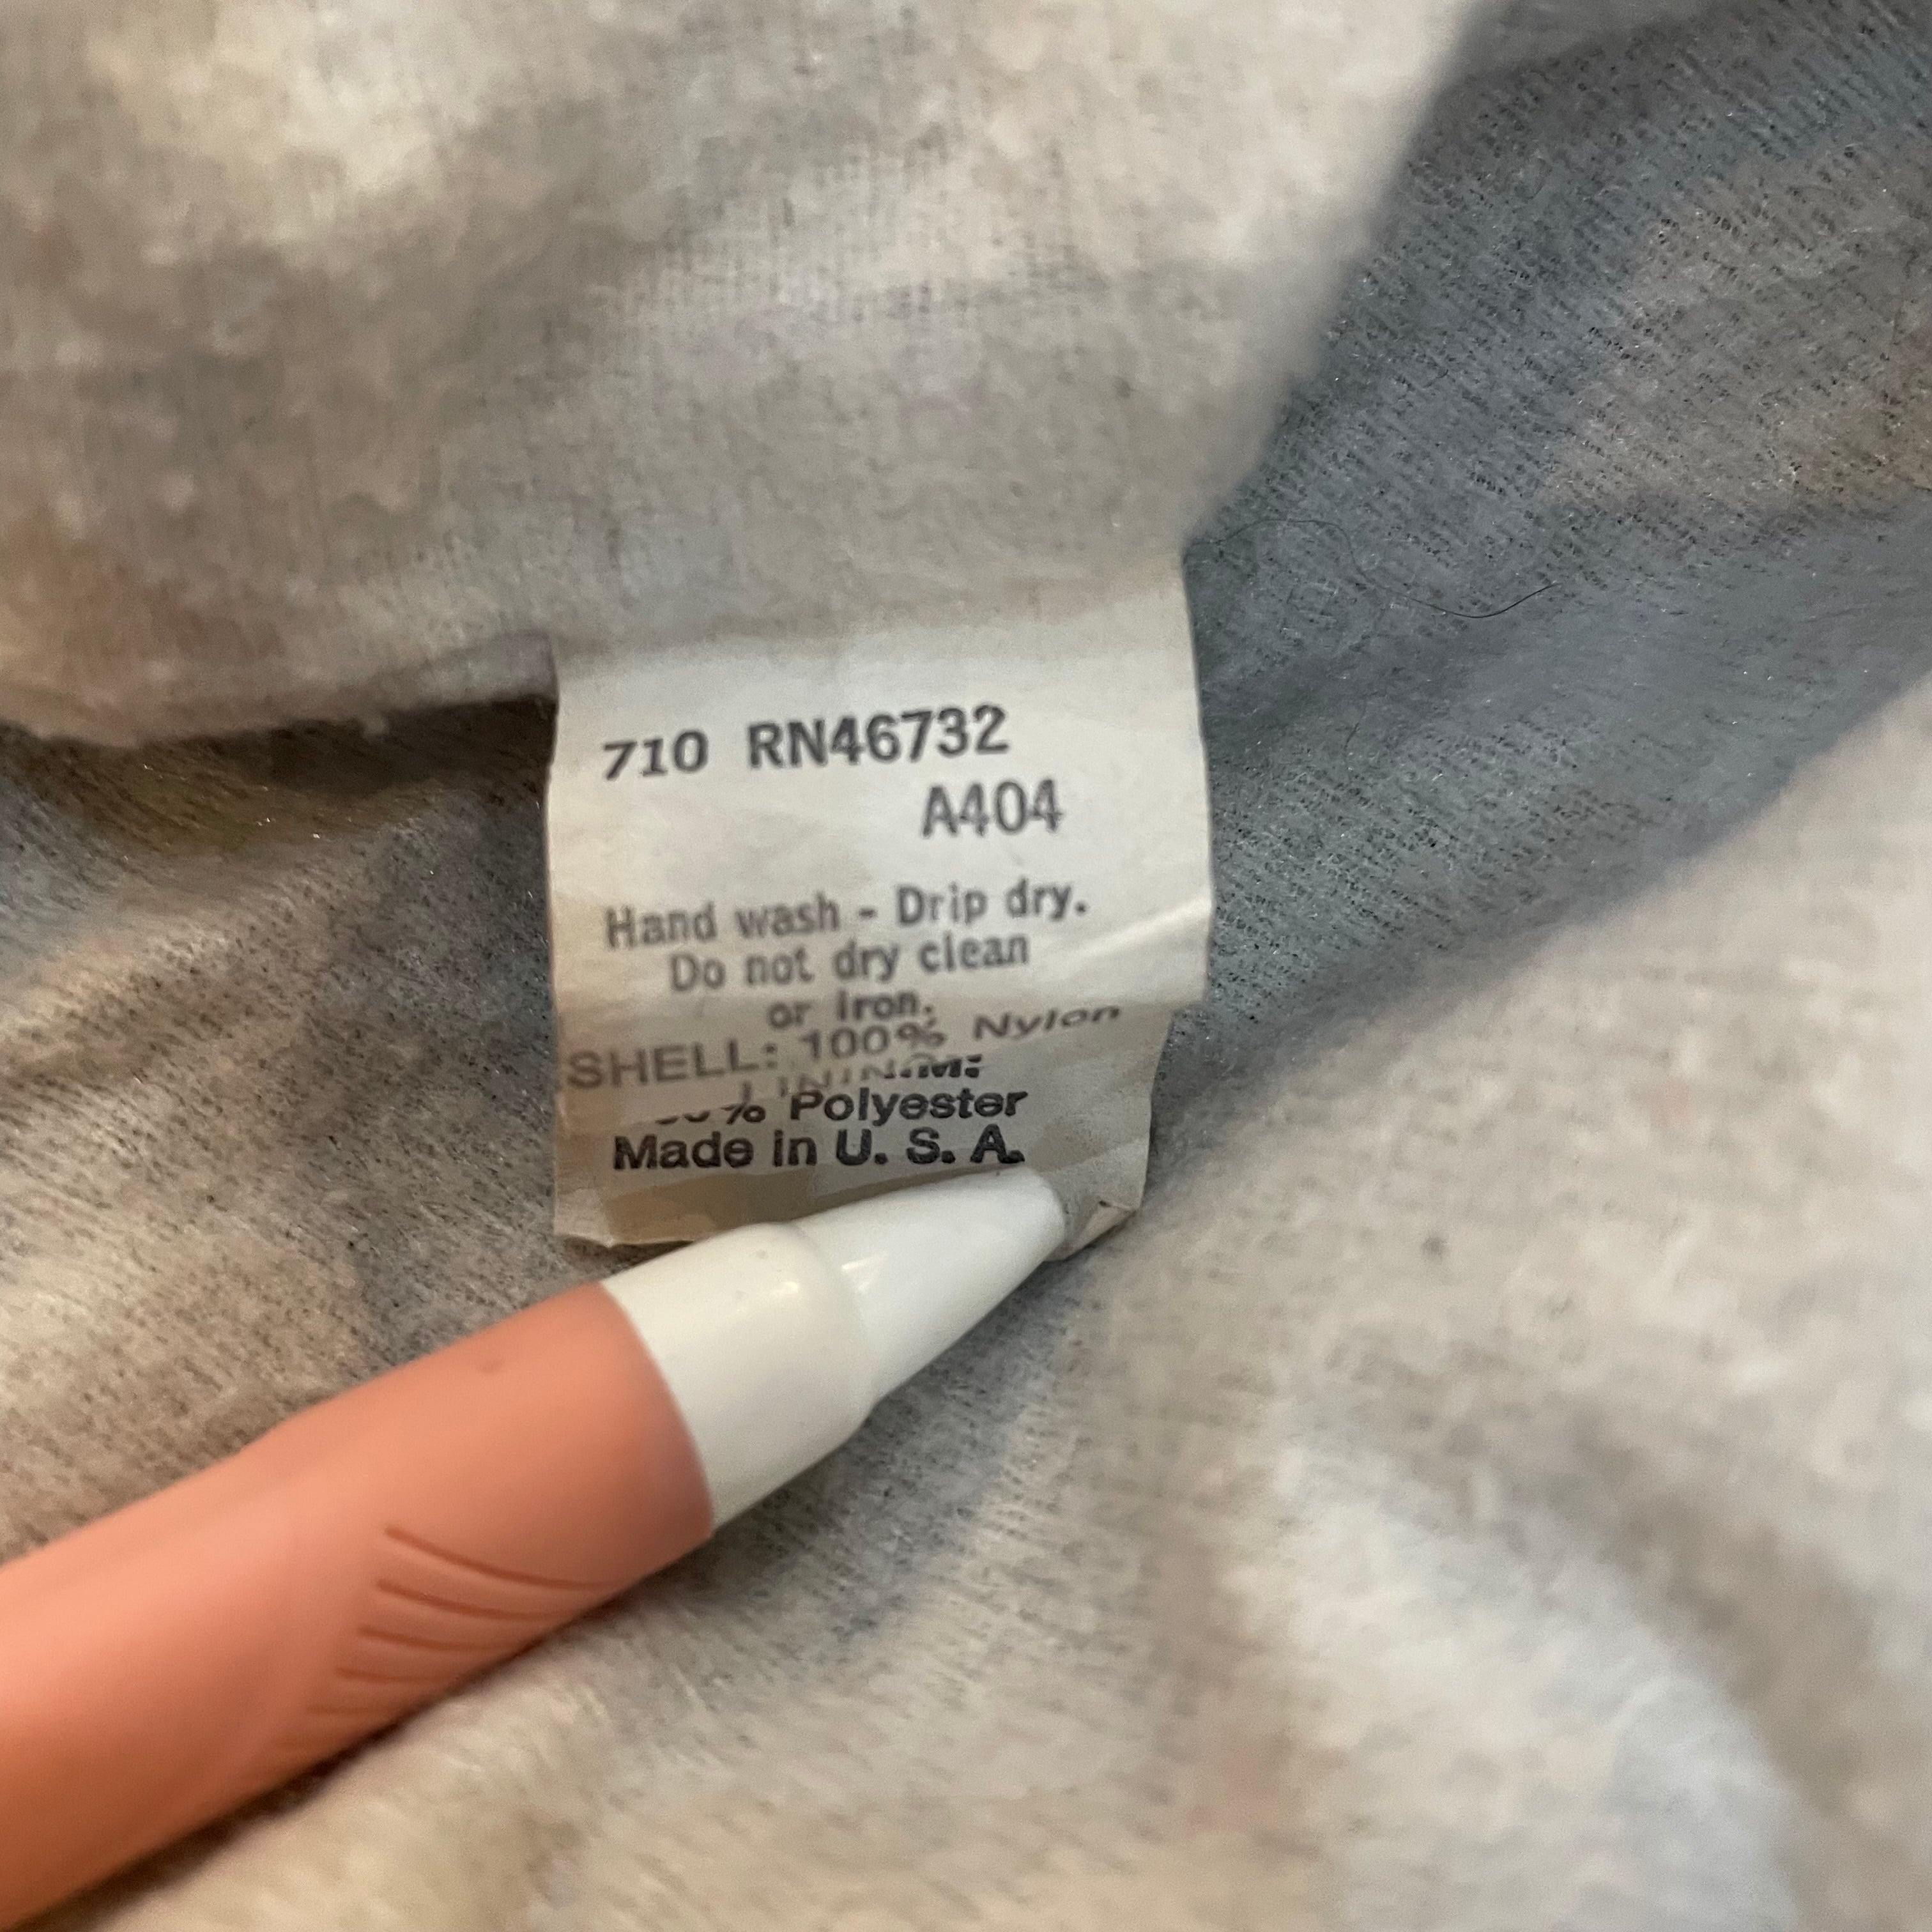 710 RN46732
A404
Hand wash - Drip dry.
Do not dry clean
or iron.
SHELL: 100% Nylon
% Polyester
Made in U. S. A.